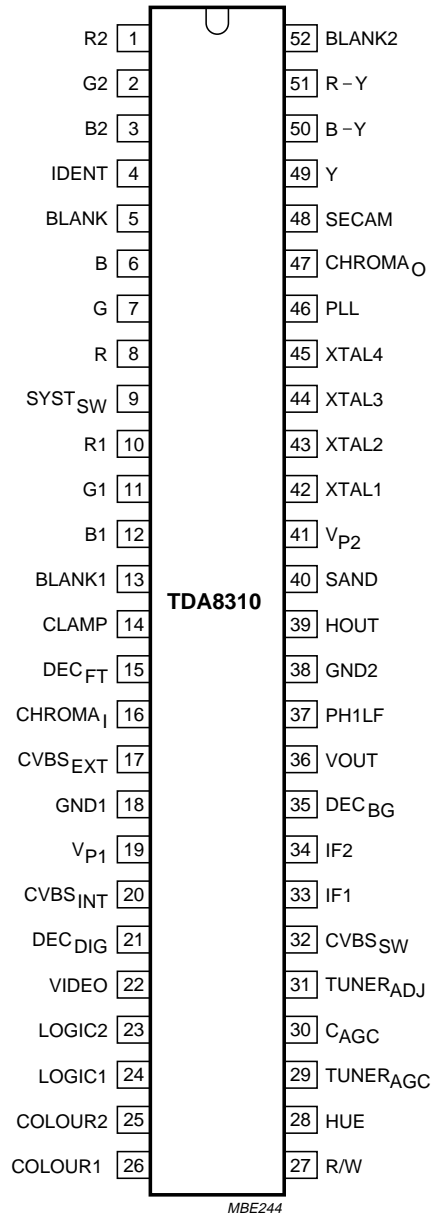 R2 1 52 BLANK2
G2 2 51 R−Y
B2 3 50 B−Y
IDENT 4 49 Y
BLANK 5 48 SECAM
B 6 47 CHROMAO
G 7 46 PLL
R 8 45 XTAL4
SYSTSW 9 44 XTAL3
R1 10 43 XTAL2
G1 11 42 XTAL1
B1 12 41 VP2
BLANK1 13 40 SAND
TDA8310
CLAMP 14 39 HOUT
DECFT 15 38 GND2
CHROMAI 16 37 PH1LF
CVBSEXT 17 36 VOUT
GND1 18 35 DECBG
VP1 19 34 IF2
CVBSINT 20 33 IF1
DECDIG 21 32 CVBSSW
VIDEO 22 31 TUNERADJ
LOGIC2 23 30 CAGC
LOGIC1 24 29 TUNERAGC
COLOUR2 25 28 HUE
COLOUR1 26 27 R/W
MBE244